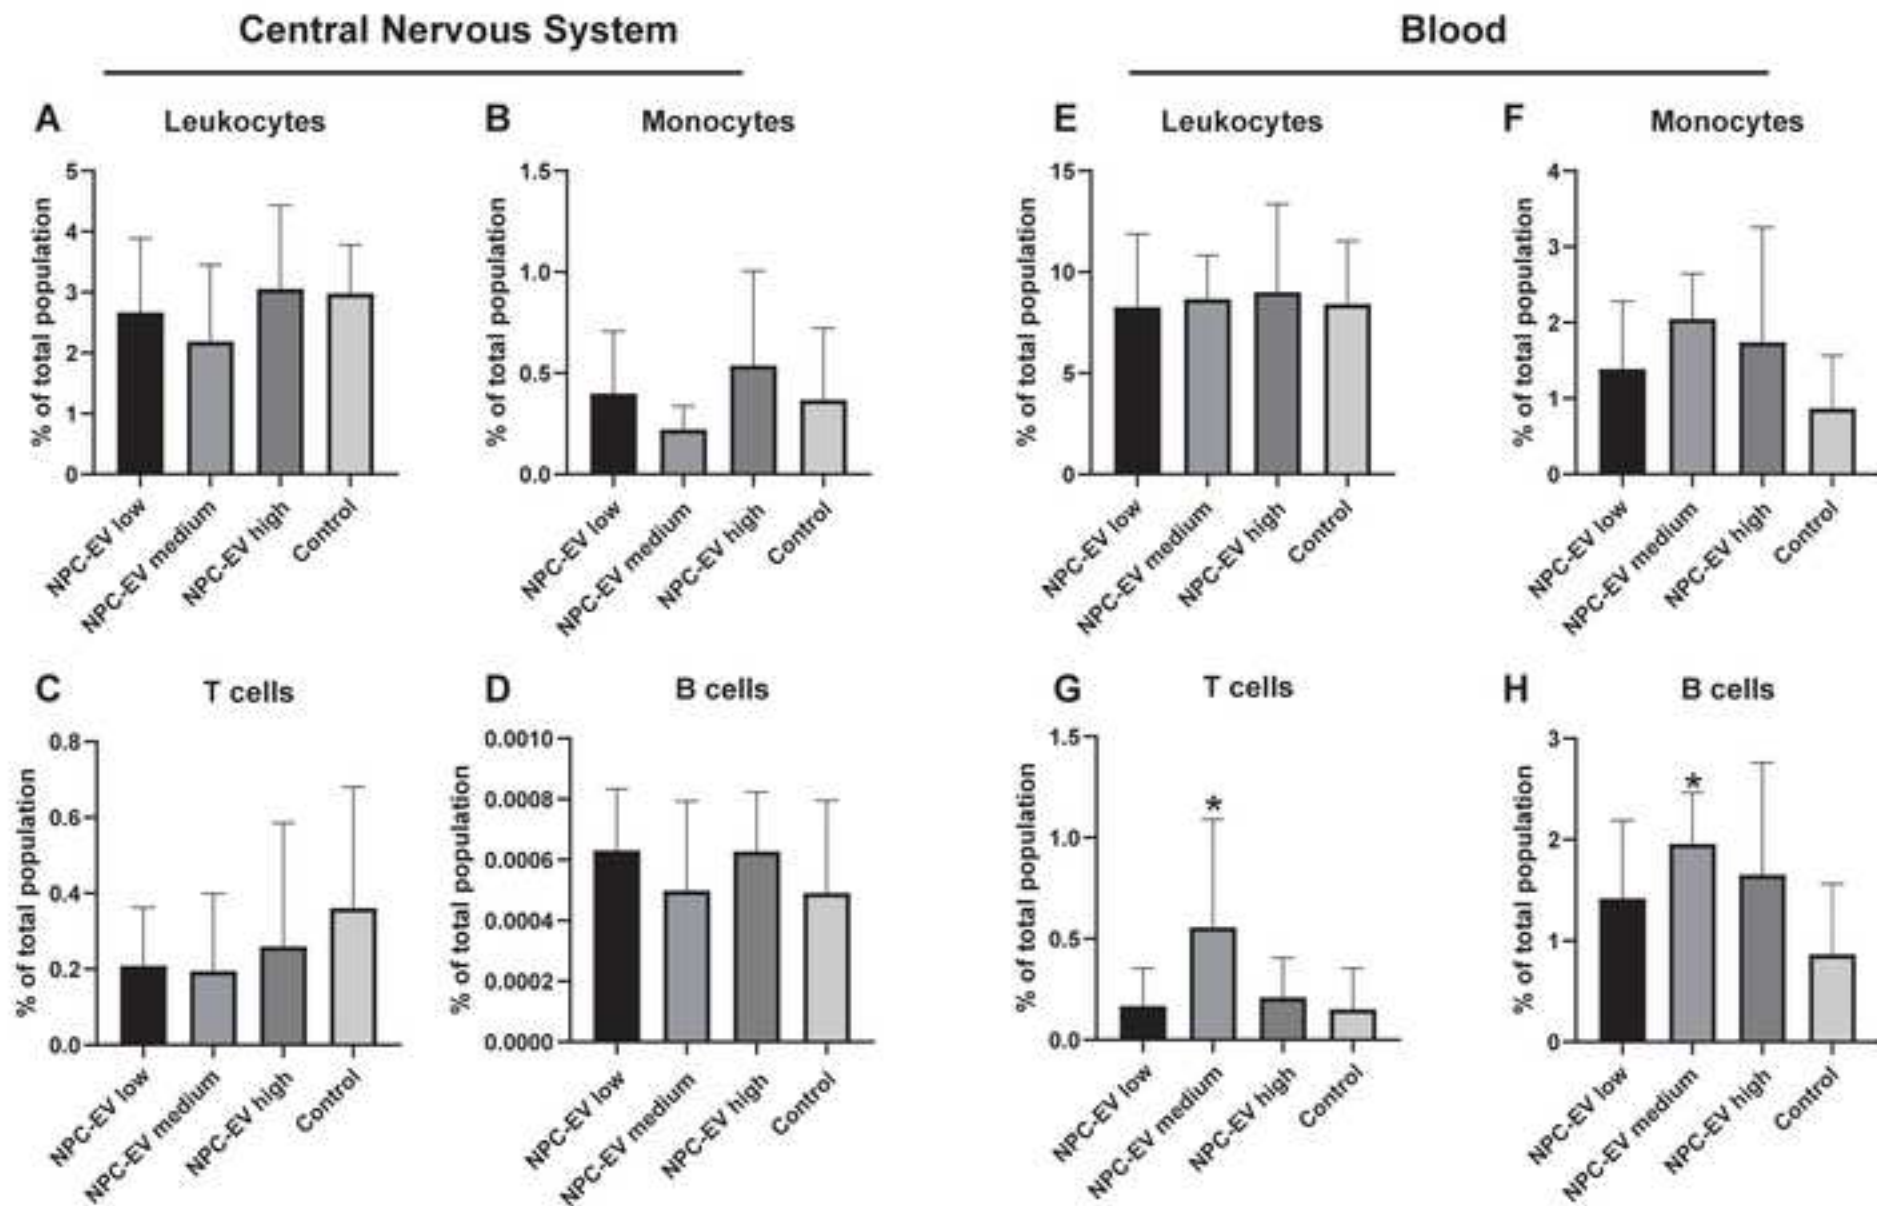 Central Nervous System
Blood
A
Leukocytes
% of total population
5
4
3
2
1
0
NPC-EV low
NPC-EV medium
NPC-EV high
Control
B
Monocytes
% of total population
1.5
1.0
0.5
0.0
NPC-EV low
NPC-EV medium
NPC-EV high
Control
E
Leukocytes
% of total population
15
10
5
0
NPC-EV low
NPC-EV medium
NPC-EV high
Control
F
Monocytes
% of total population
4
3
2
1
0
NPC-EV low
NPC-EV medium
NPC-EV high
Control
C
T cells
% of total population
0.8
0.6
0.4
0.2
0.0
NPC-EV low
NPC-EV medium
NPC-EV high
Control
D
B cells
% of total population
0.0010
0.0008
0.0006
0.0004
0.0002
0.0000
NPC-EV low
NPC-EV medium
NPC-EV high
Control
G
T cells
% of total population
1.5
1.0
0.5
0.0
*
NPC-EV low
NPC-EV medium
NPC-EV high
Control
H
B cells
% of total population
3
2
1
0
*
NPC-EV low
NPC-EV medium
NPC-EV high
Control